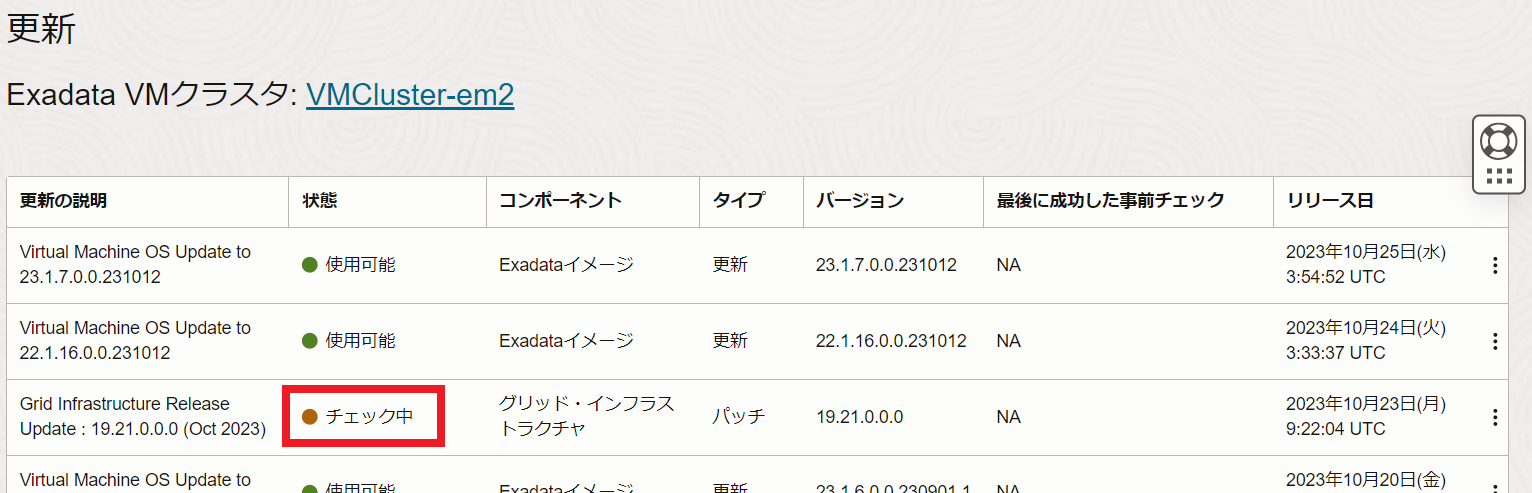 更新
Exadata VMクラスタ: VMCluster-em2
更新の説明 状態 コンポーネント タイプ バージョン 最後に成功した事前チェック リリース日
Virtual Machine OS Update to
23.1.7.0.0.231012
使用可能
Exadataイメージ
更新
23.1.7.0.0.231012
NA
2023年10月25日(水)
3:54:52 UTC
Virtual Machine OS Update to
22.1.16.0.0.231012
使用可能
Exadataイメージ
更新
22.1.16.0.0.231012
NA
2023年10月24日(火)
3:33:37 UTC
Grid Infrastructure Release
Update : 19.21.0.0.0 (Oct 2023)
チェック中
グリッド・インフラス
トラクチャ
パッチ
19.21.0.0.0
NA
2023年10月23日(月)
9:22:04 UTC
Virtual Machine OS Update to
使用可能
Exadataイメージ
更新
23.1.6.0.0.230901.1
NA
2023年10月20日(金)